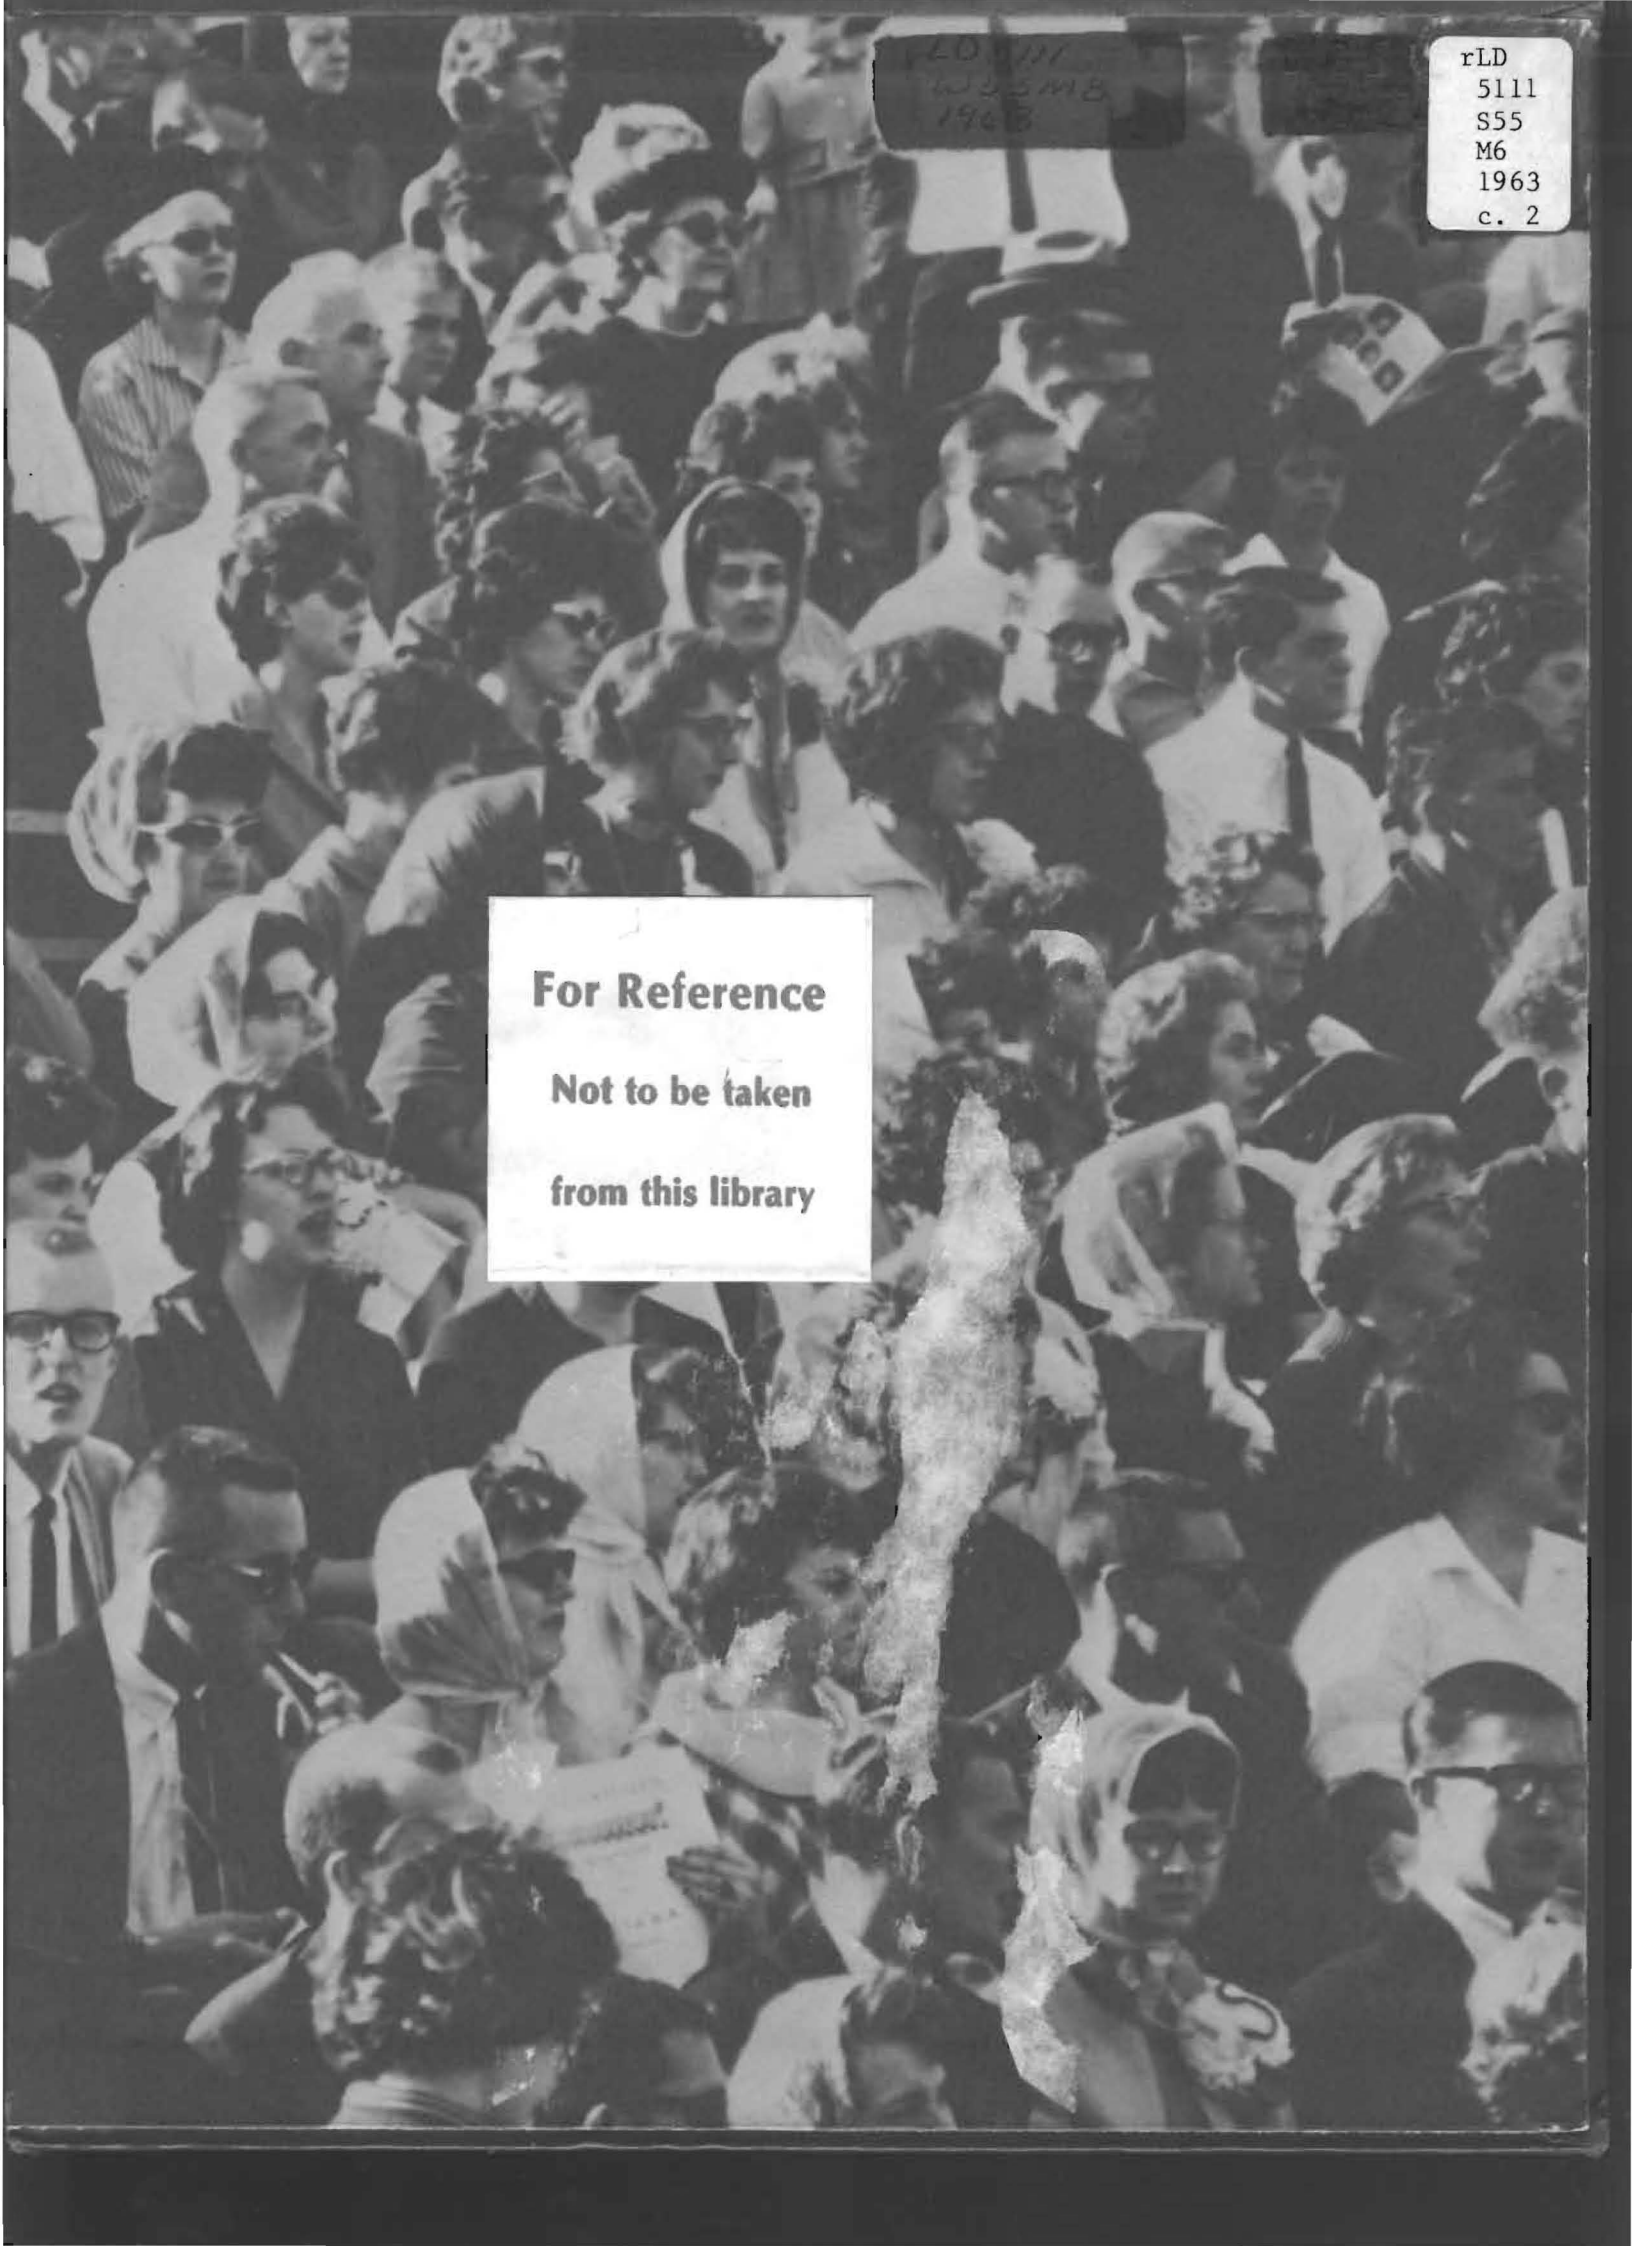 rLD
5111
S55
M6
1963
c. 2
For Reference
Not to be taken
from this library